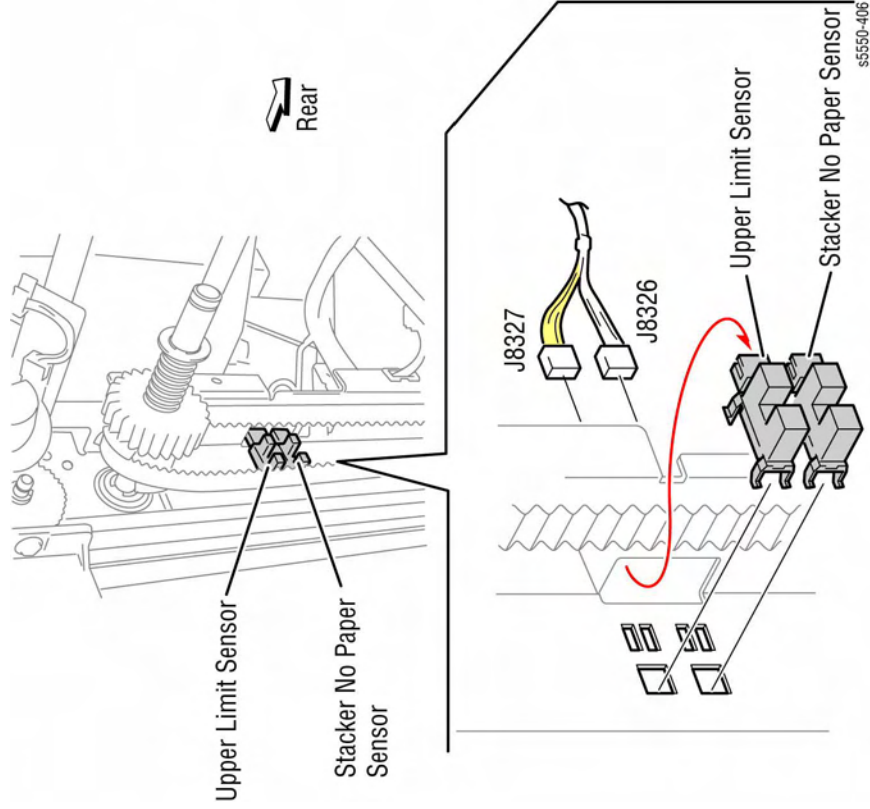 Rear
Upper Limit Sensor
Stacker No Paper
Sensor
J8327
J8326
Upper Limit Sensor
Stacker No Paper Sensor
s5550-406